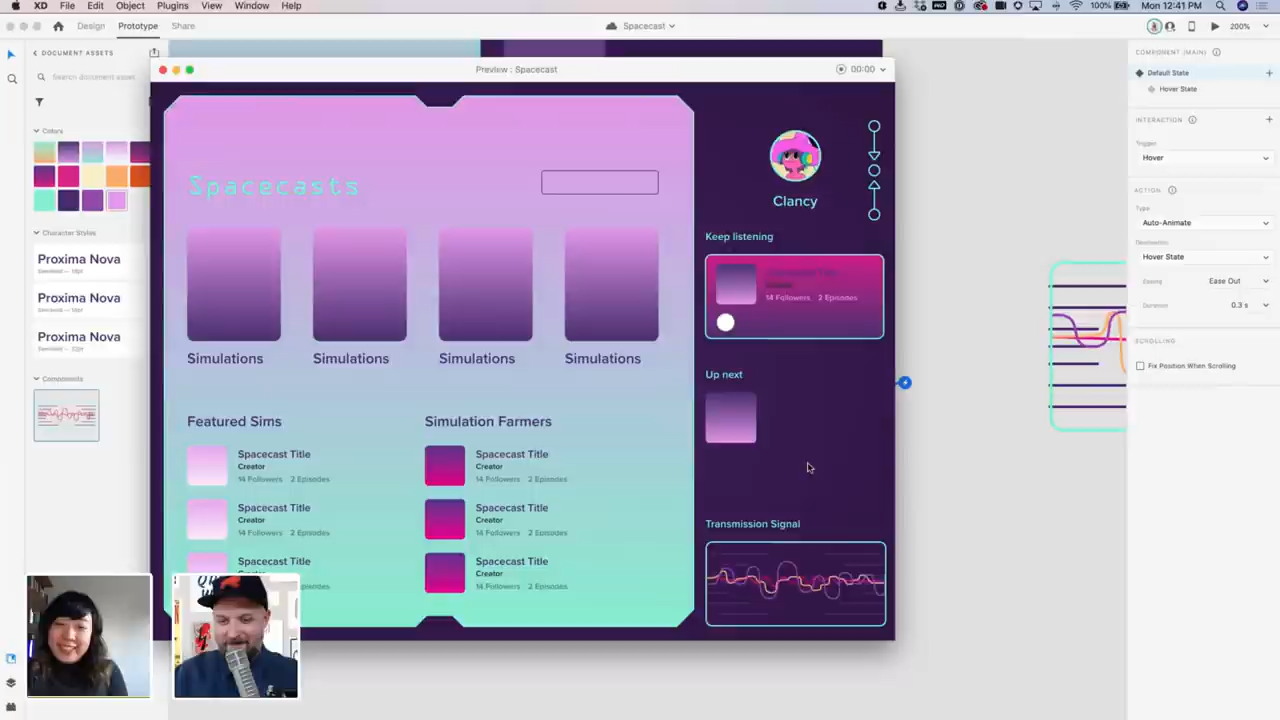 XD File Edit Object Plugins View Window Help
100% Mon 12:41 PM
Design Prototype Share
Spacecast
200%
DOCUMENT ASSETS
Search document asset
Colors
Character Styles
Proxima Nova
Proxima Nova
Proxima Nova
Components
Preview : Spacecast
00:00
Spacecasts
Simulations Simulations Simulations Simulations
Featured Sims
Spacecast Title
Creator
14 Followers 2 Episodes
Spacecast Title
Creator
14 Followers 2 Episodes
Spacecast Title
pisodes
Simulation Farmers
Spacecast Title
Creator
14 Followers 2 Episodes
Spacecast Title
Creator
14 Followers 2 Episodes
Spacecast Title
Creator
14 Followers 2 Episodes
Clancy
Keep listening
14 Followers 2 Episodes
Up next
Transmission Signal
COMPONENT (MAIN)
Default State
Hover State
INTERACTION
Trigger
Hover
ACTION
Type
Auto-Animate
Destination
Hover State
Easing Ease Out
Duration 0.3 s
SCROLLING
Fix Position When Scrolling